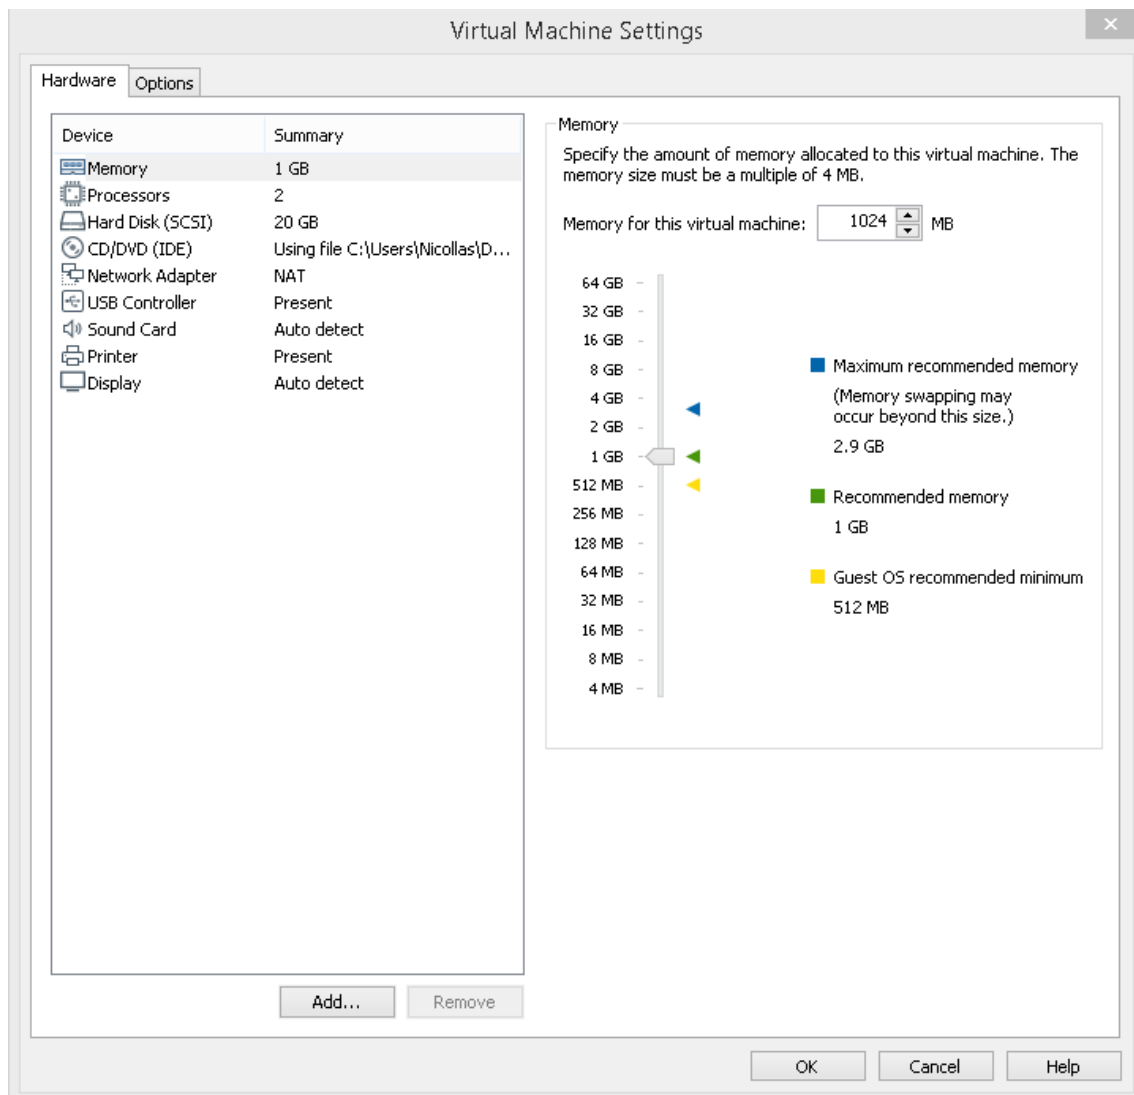 Virtual Machine Settings
Hardware Options
Device Summary
Memory 1 GB
Processors 2
Hard Disk (SCSI) 20 GB
CD/DVD (IDE) Using file C:\Users\Nicollas\D...
Network Adapter NAT
USB Controller Present
Sound Card Auto detect
Printer Present
Display Auto detect
Add... Remove
Memory
Specify the amount of memory allocated to this virtual machine. The
memory size must be a multiple of 4 MB.
Memory for this virtual machine: 1024 MB
64 GB
32 GB
16 GB
8 GB
4 GB
2 GB
1 GB
512 MB
256 MB
128 MB
64 MB
32 MB
16 MB
8 MB
4 MB
Maximum recommended memory
(Memory swapping may
occur beyond this size.)
2.9 GB
Recommended memory
1 GB
Guest OS recommended minimum
512 MB
OK Cancel Help